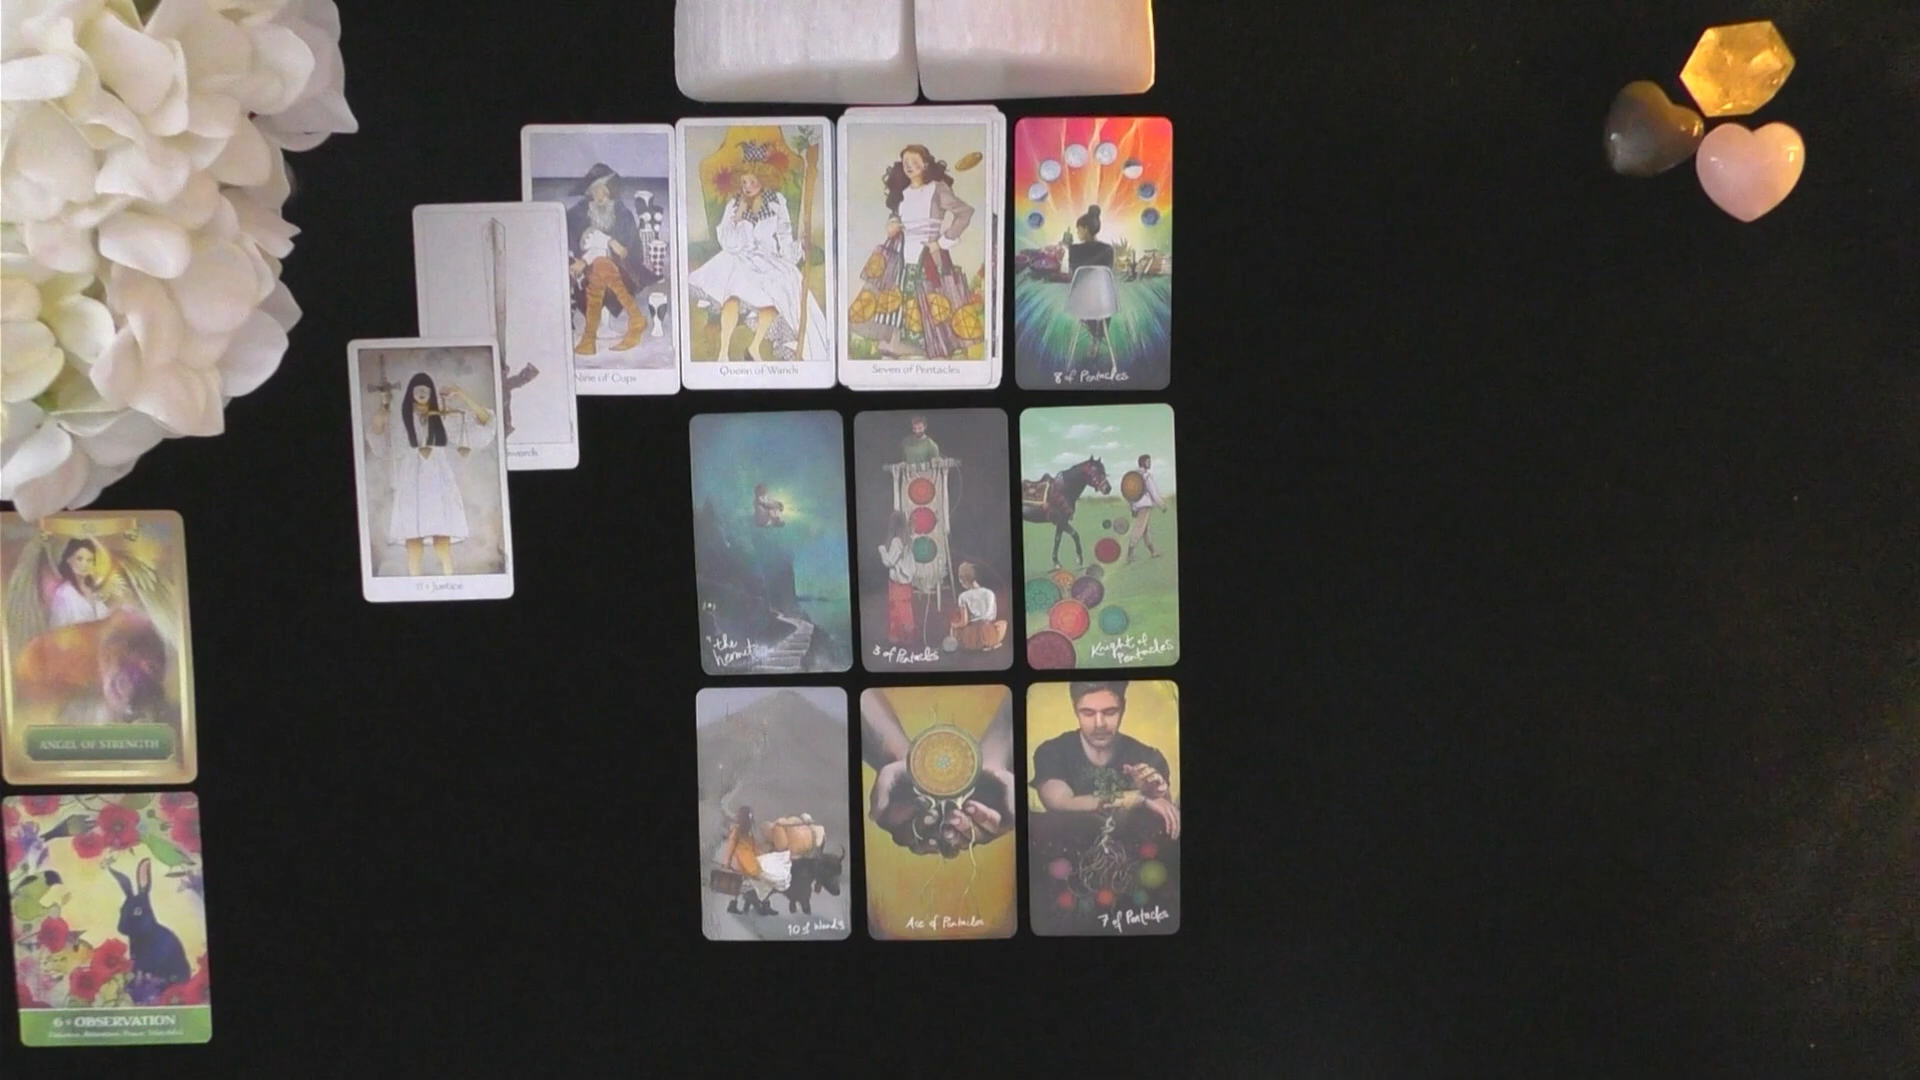 Nine of Cups
Queen of Wands
Seven of Pentacles
8 of Pentacles
words
11 • Justice
"the
hermit"
3 of Pentacles
Knight of
Pentacles
ANGEL OF STRENGTH
10 of Wands
Ace of Pentacles
7 of Pentacles
6 • OBSERVATION